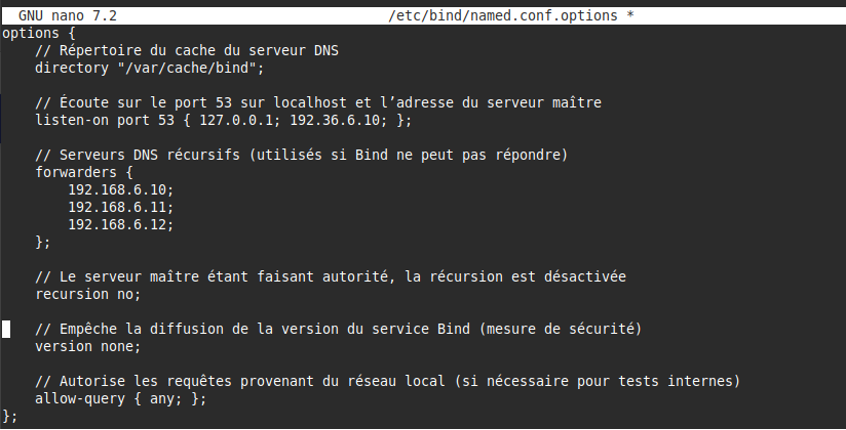 GNU nano 7.2 /etc/bind/named.conf.options *
options {
// Répertoire du cache du serveur DNS
directory "/var/cache/bind";
// Écoute sur le port 53 sur localhost et l’adresse du serveur maître
listen-on port 53 { 127.0.0.1; 192.36.6.10; };
// Serveurs DNS récursifs (utilisés si Bind ne peut pas répondre)
forwarders {
192.168.6.10;
192.168.6.11;
192.168.6.12;
};
// Le serveur maître étant faisant autorité, la récursion est désactivée
recursion no;
// Empêche la diffusion de la version du service Bind (mesure de sécurité)
version none;
// Autorise les requêtes provenant du réseau local (si nécessaire pour tests internes)
allow-query { any; };
};